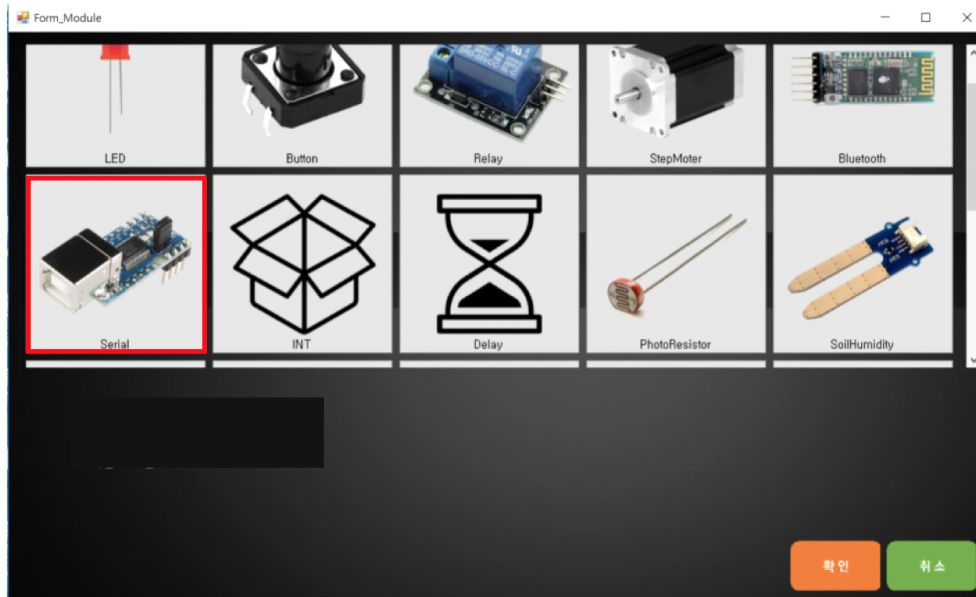 Form_Module
LED
Button
Relay
StepMoter
Bluetooth
Serial
INT
Delay
PhotoResistor
SoilHumidity
확인
취소